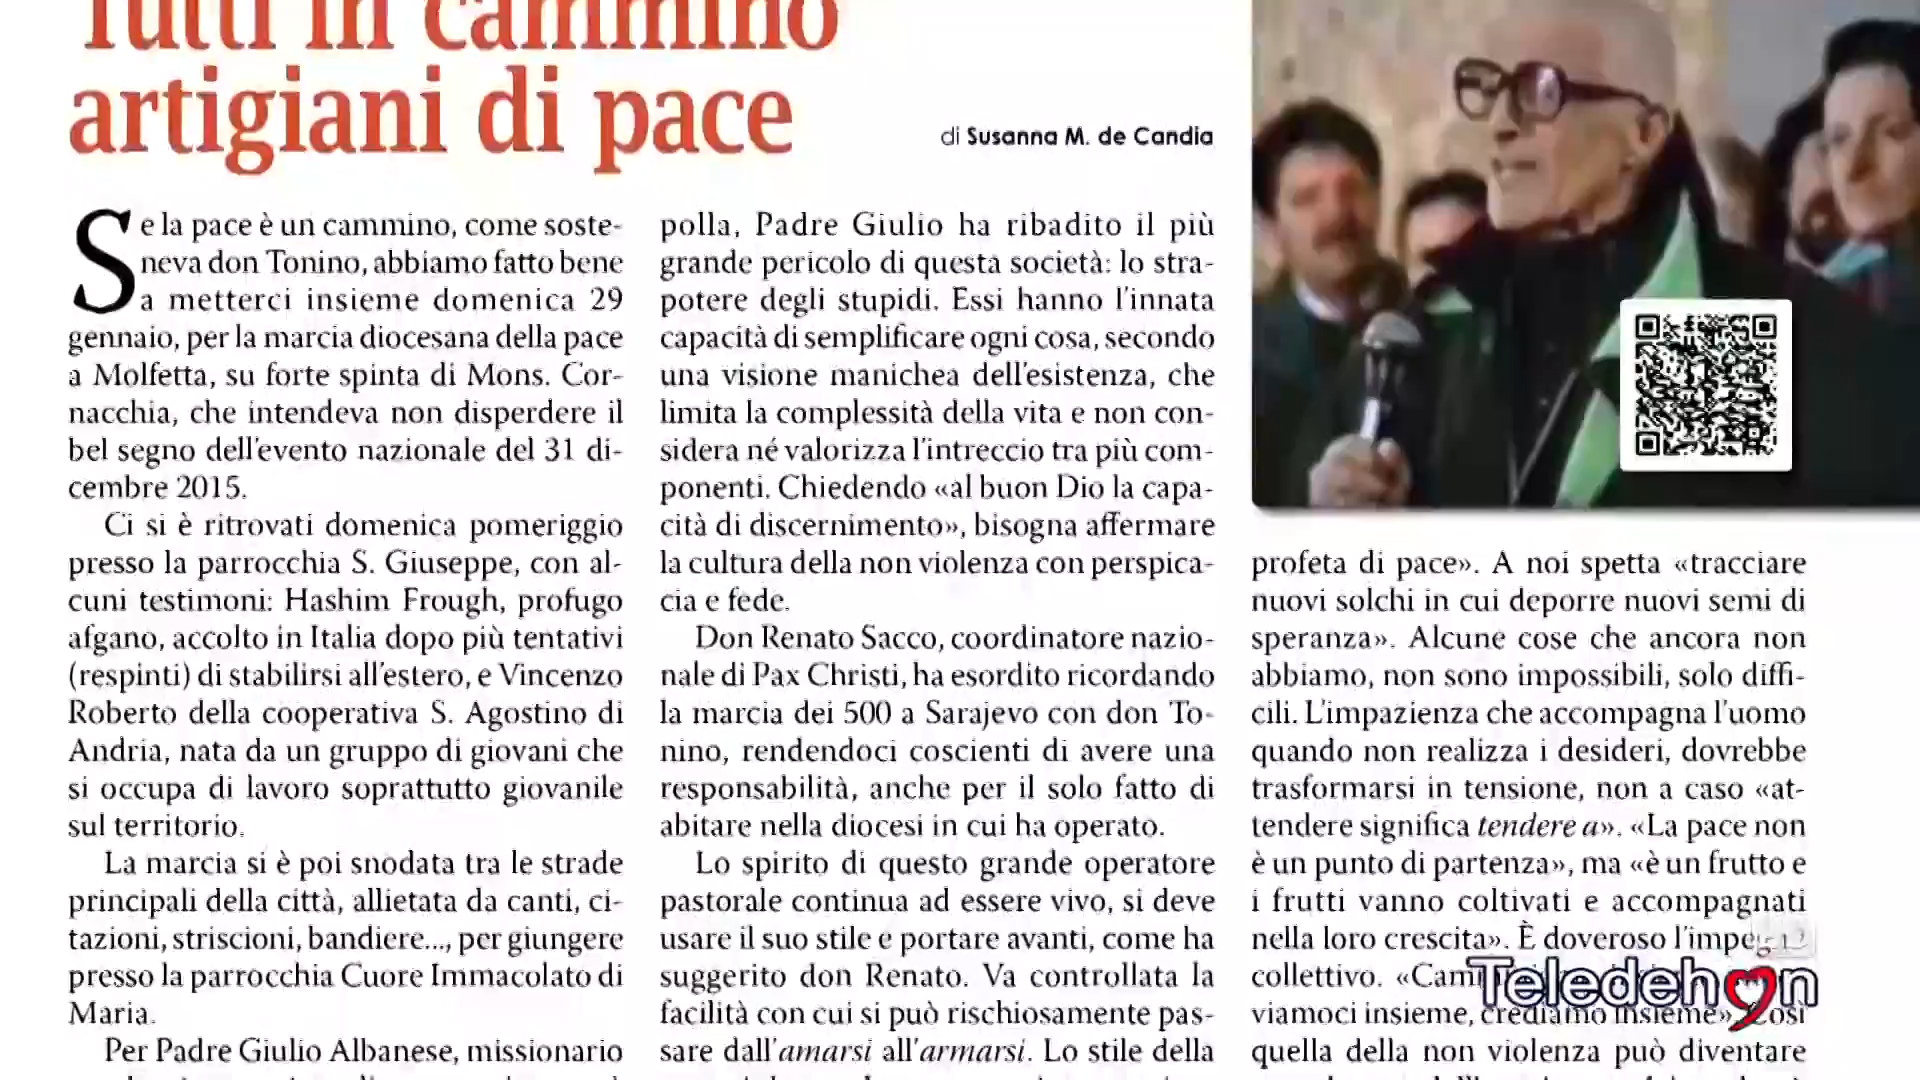 Tutti in cammino
artigiani di pace
di Susanna M. de Candia
Se la pace è un cammino, come soste-
neva don Tonino, abbiamo fatto bene
a metterci insieme domenica 29
gennaio, per la marcia diocesana della pace
a Molfetta, su forte spinta di Mons. Cor-
nacchia, che intendeva non disperdere il
bel segno dell'evento nazionale del 31 di-
cembre 2015.
Ci si è ritrovati domenica pomeriggio
presso la parrocchia S. Giuseppe, con al-
cuni testimoni: Hashim Frough, profugo
afgano, accolto in Italia dopo più tentativi
(respinti) di stabilirsi all'estero, e Vincenzo
Roberto della cooperativa S. Agostino di
Andria, nata da un gruppo di giovani che
si occupa di lavoro soprattutto giovanile
sul territorio.
La marcia si è poi snodata tra le strade
principali della città, allietata da canti, ci-
tazioni, striscioni, bandiere..., per giungere
presso la parrocchia Cuore Immacolato di
Maria.
Per Padre Giulio Albanese, missionario
polla, Padre Giulio ha ribadito il più
grande pericolo di questa società: lo stra-
potere degli stupidi. Essi hanno l'innata
capacità di semplificare ogni cosa, secondo
una visione manichea dell'esistenza, che
limita la complessità della vita e non con-
sidera né valorizza l'intreccio tra più com-
ponenti. Chiedendo «al buon Dio la capa-
cità di discernimento», bisogna affermare
la cultura della non violenza con perspica-
cia e fede.
Don Renato Sacco, coordinatore nazio-
nale di Pax Christi, ha esordito ricordando
la marcia dei 500 a Sarajevo con don To-
nino, rendendoci coscienti di avere una
responsabilità, anche per il solo fatto di
abitare nella diocesi in cui ha operato.
Lo spirito di questo grande operatore
pastorale continua ad essere vivo, si deve
usare il suo stile e portare avanti, come ha
suggerito don Renato. Va controllata la
facilità con cui si può rischiosamente pas-
sare dall'amarsi all'armarsi. Lo stile della
profeta di pace». A noi spetta «tracciare
nuovi solchi in cui deporre nuovi semi di
speranza». Alcune cose che ancora non
abbiamo, non sono impossibili, solo diffi-
cili. L'impazienza che accompagna l'uomo
quando non realizza i desideri, dovrebbe
trasformarsi in tensione, non a caso «at-
tendere significa tendere a». «La pace non
è un punto di partenza», ma «è un frutto e
i frutti vanno coltivati e accompagnati
nella loro crescita». È doveroso l'impegno
collettivo.
viamoci insieme, crediamo insieme». Così
quella della non violenza può diventare
HD
Teledehon